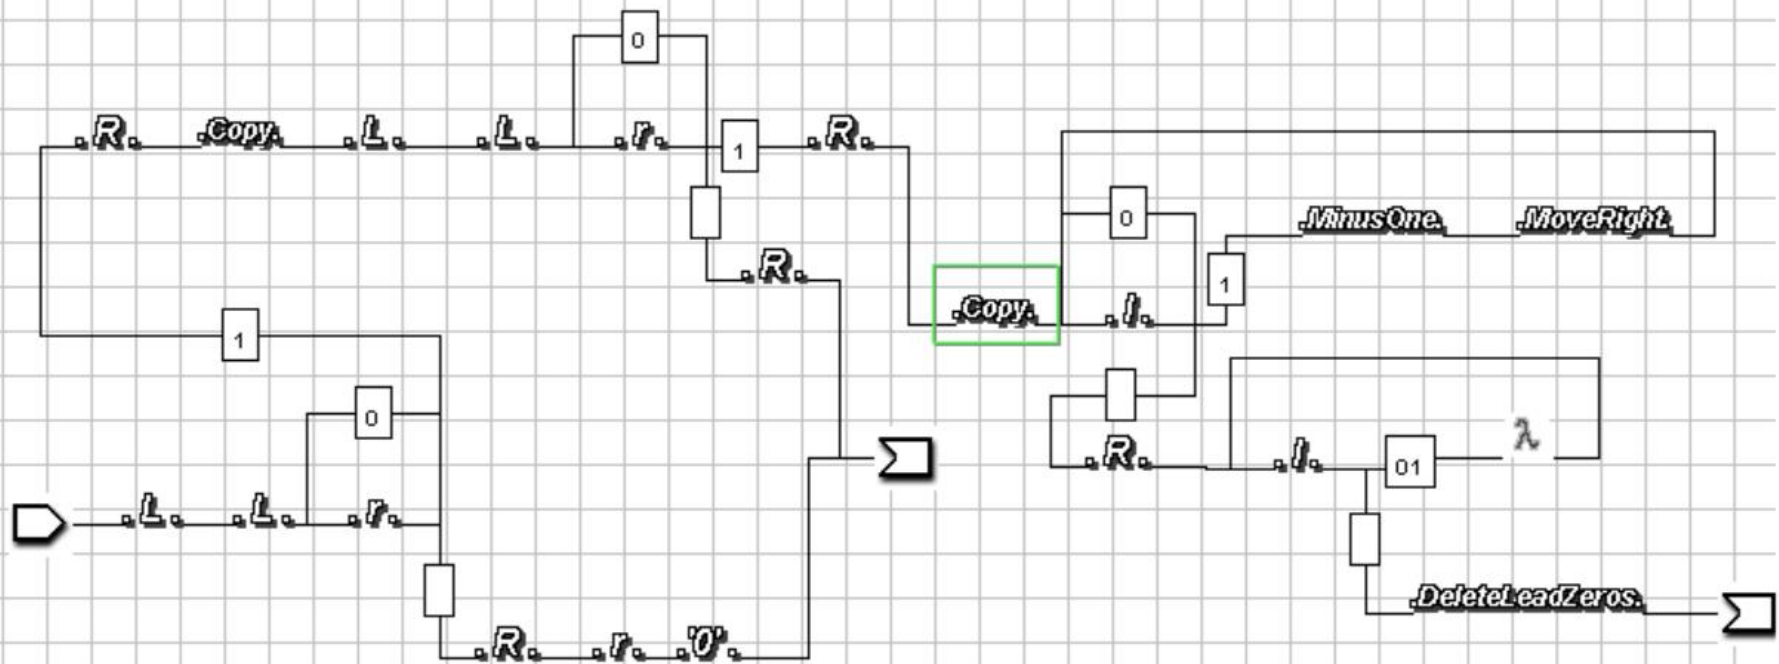 0
.R. .Copy. .L. .L. .r. 1 .R.
0 .MinusOne. .MoveRight.
.R.
1
.Copy. .l.
1
0
.R. .l. 01 λ
.L. .L. .r.
.DeleteLeadZeros.
.R. .r. .'0'.